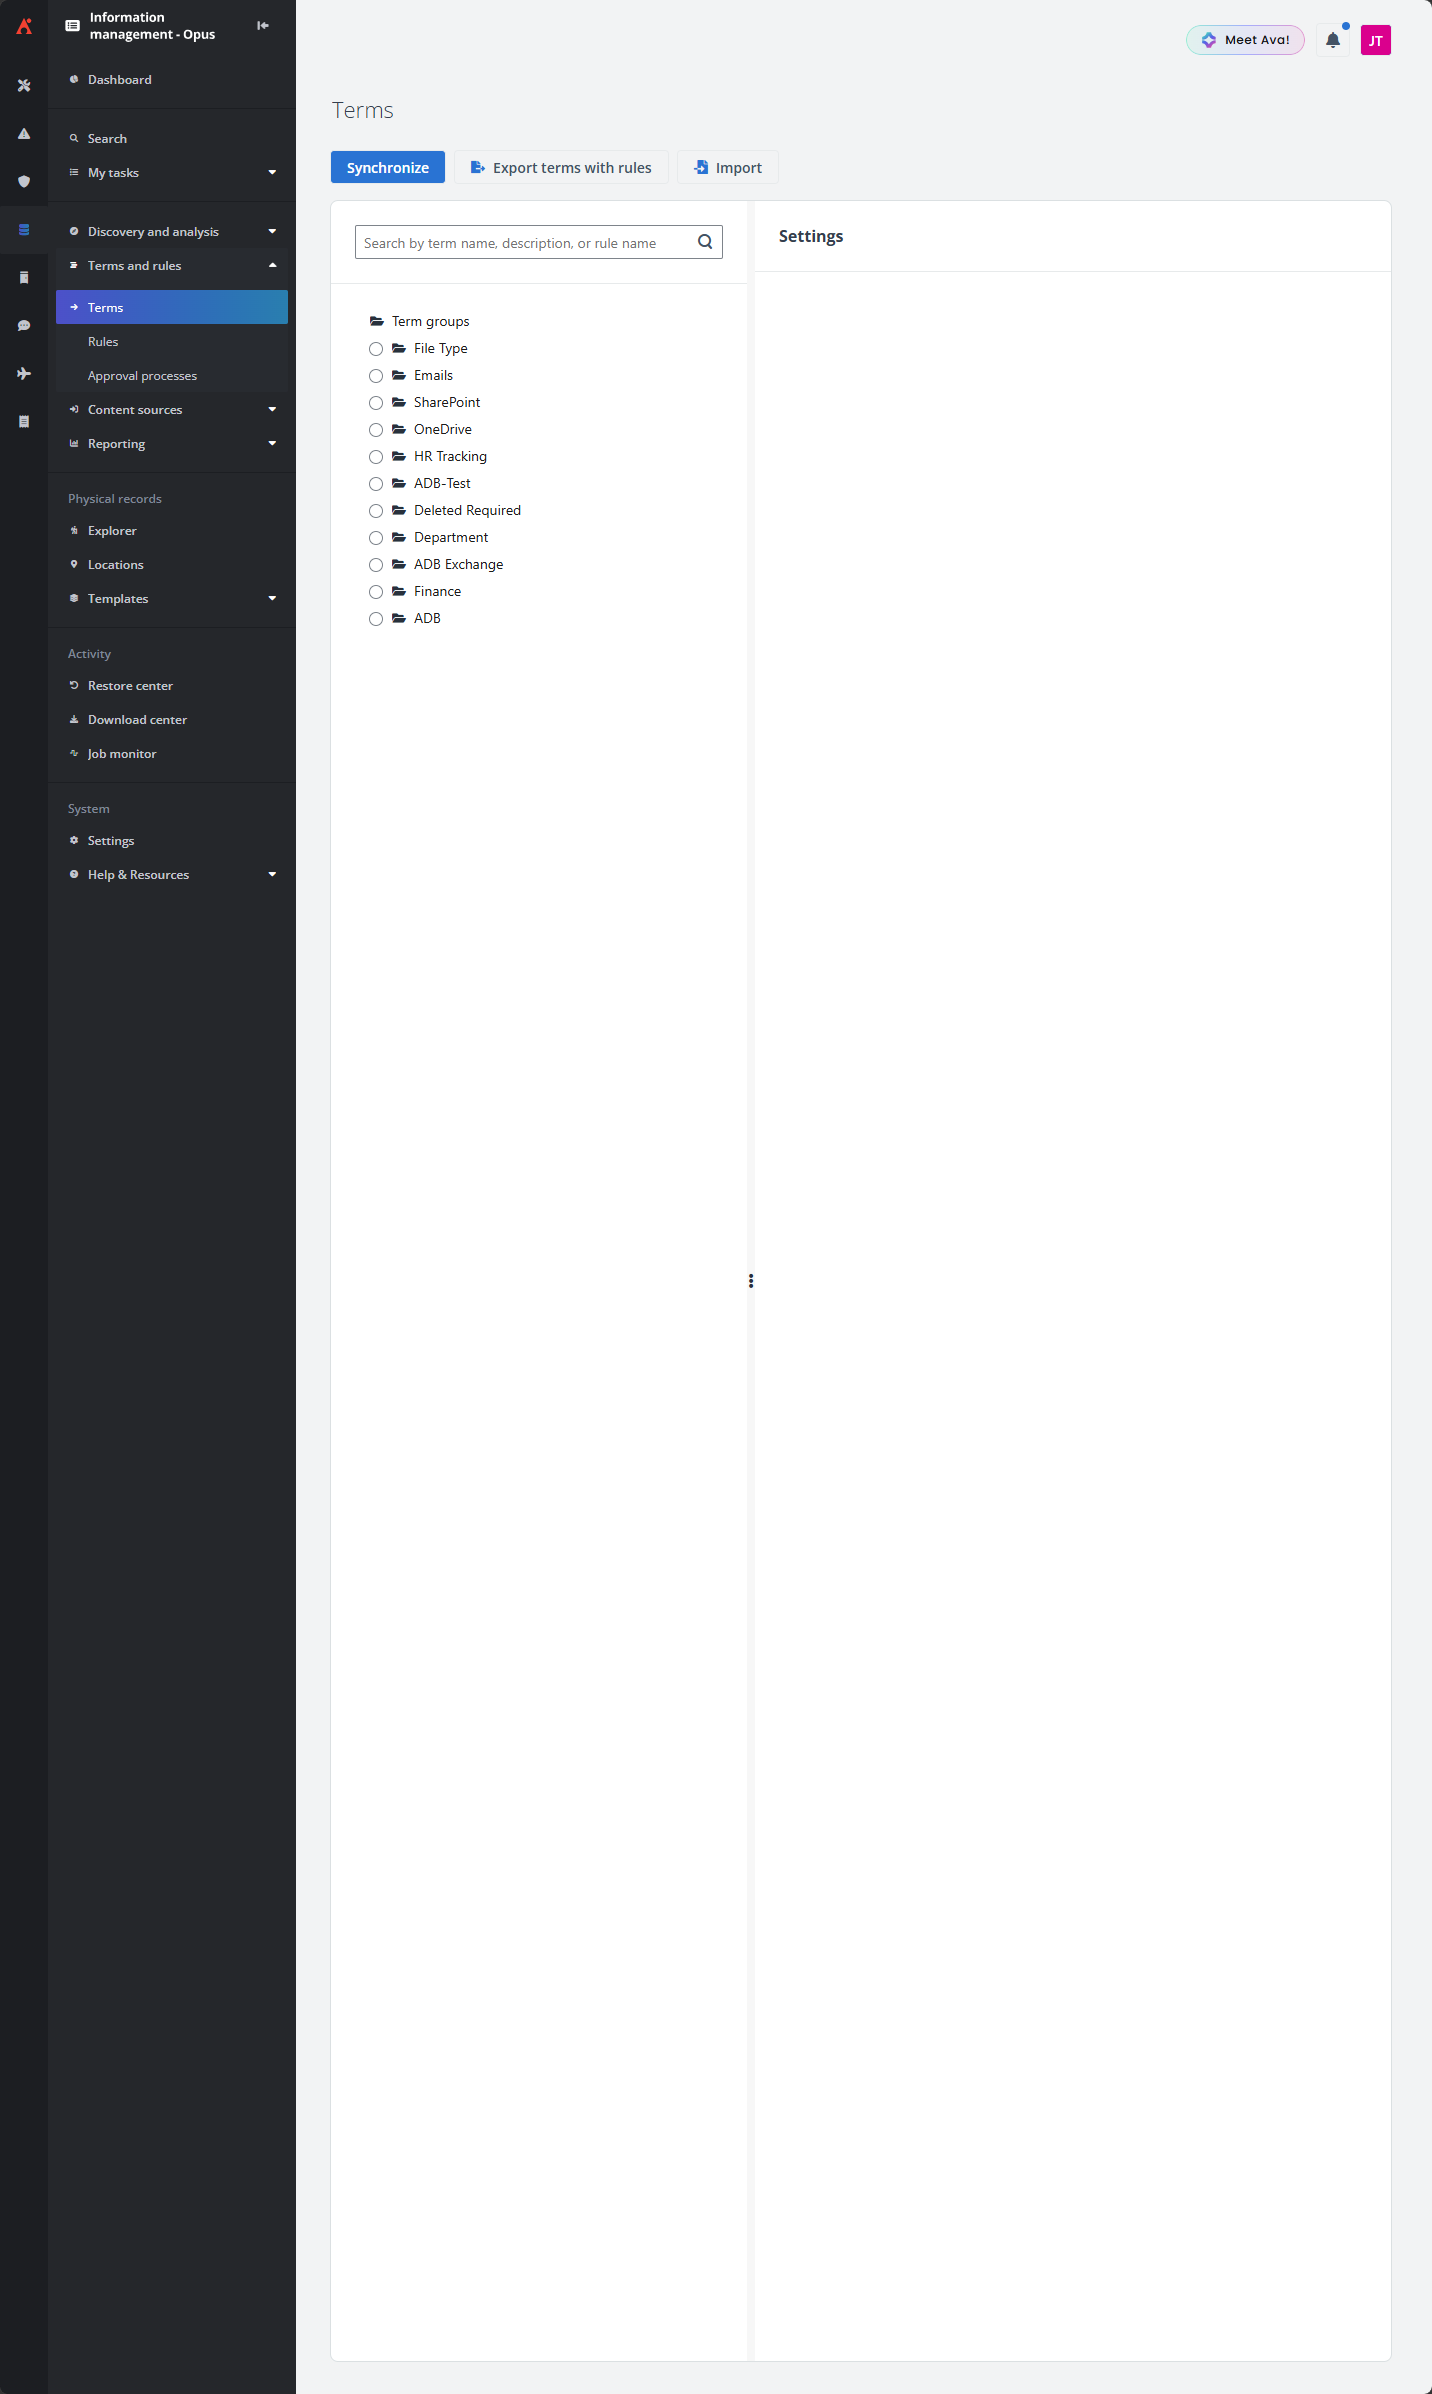 Information
management - Opus
Dashboard
Search
My tasks
Discovery and analysis
Terms and rules
Terms
Rules
Approval processes
Content sources
Reporting
Physical records
Explorer
Locations
Templates
Activity
Restore center
Download center
Job monitor
System
Settings
Help & Resources
Meet Ava!
JT
Terms
Synchronize
Export terms with rules
Import
Search by term name, description, or rule name
Term groups
File Type
Emails
SharePoint
OneDrive
HR Tracking
ADB-Test
Deleted Required
Department
ADB Exchange
Finance
ADB
Settings